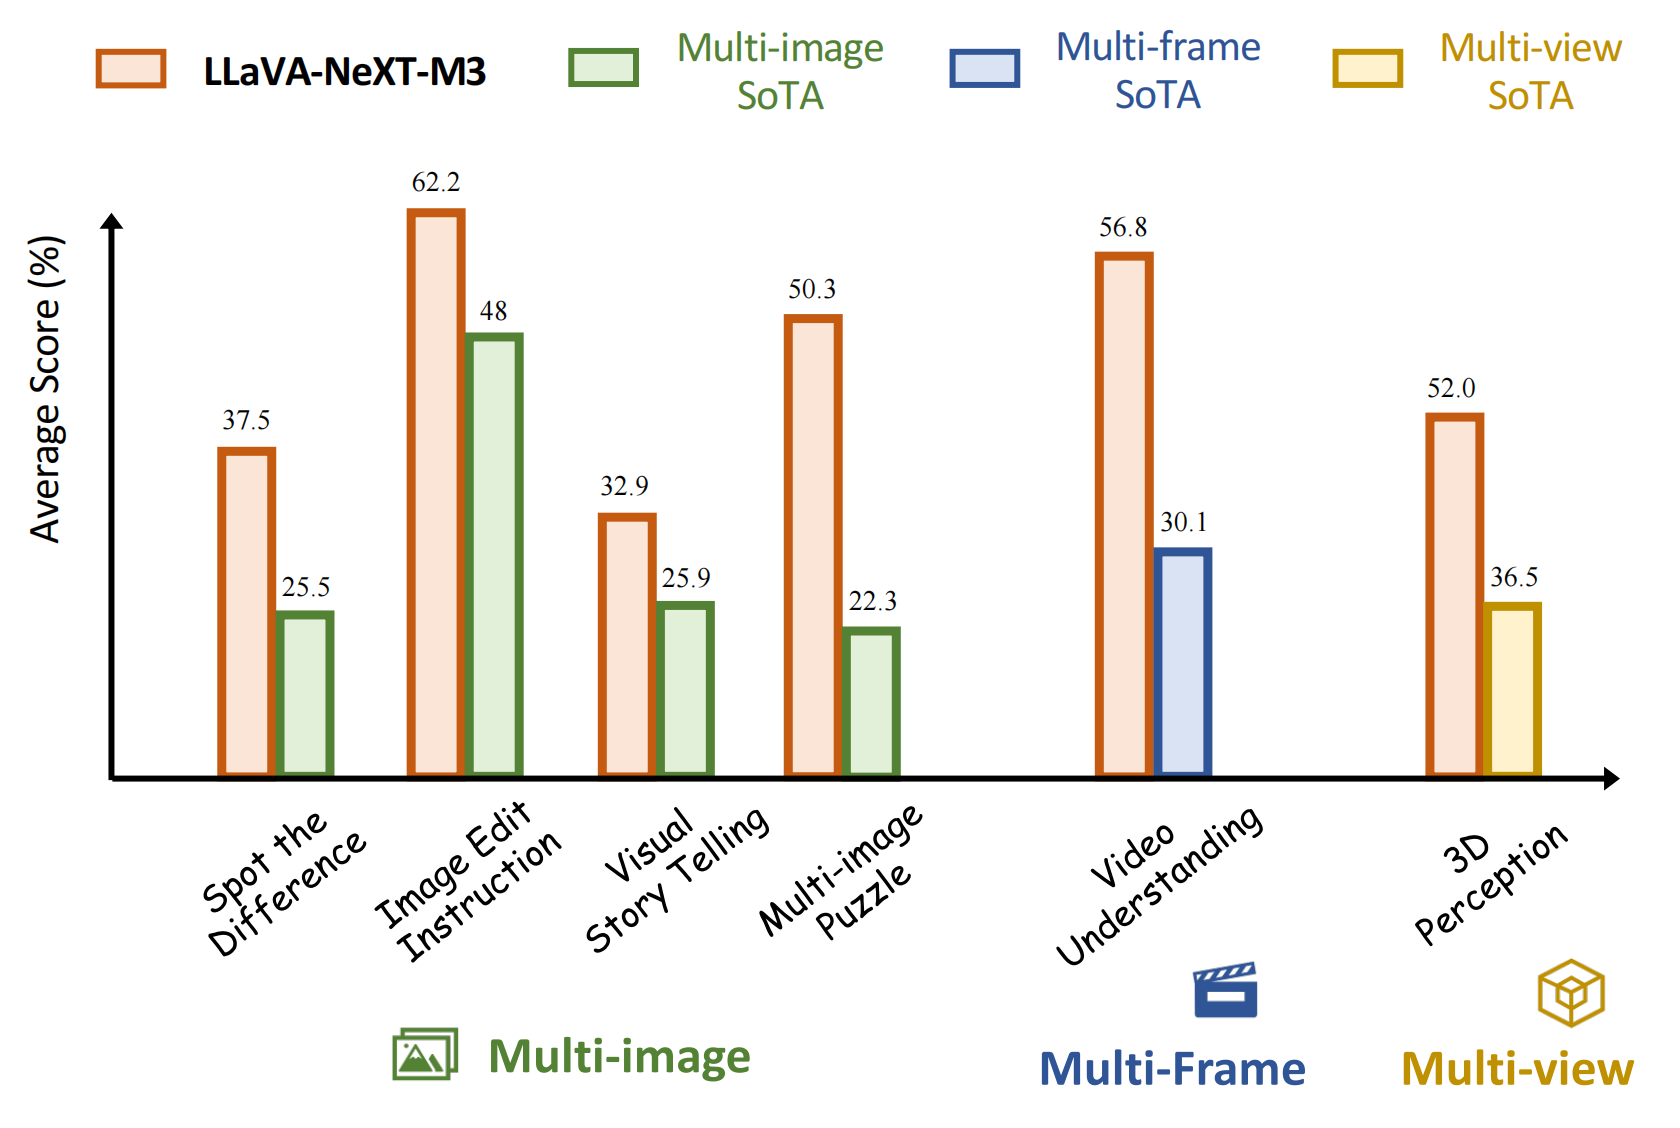 LLaVA-NeXT-M3
Multi-image
SoTA
Multi-frame
SoTA
Multi-view
SoTA
Average Score (%)
37.5
25.5
62.2
48
32.9
25.9
50.3
22.3
56.8
30.1
52.0
36.5
Spot the
Difference
Image Edit
Instruction
Visual
Story Telling
Multi-image
Puzzle
Video
Understanding
3D
Perception
Multi-image
Multi-Frame
Multi-view